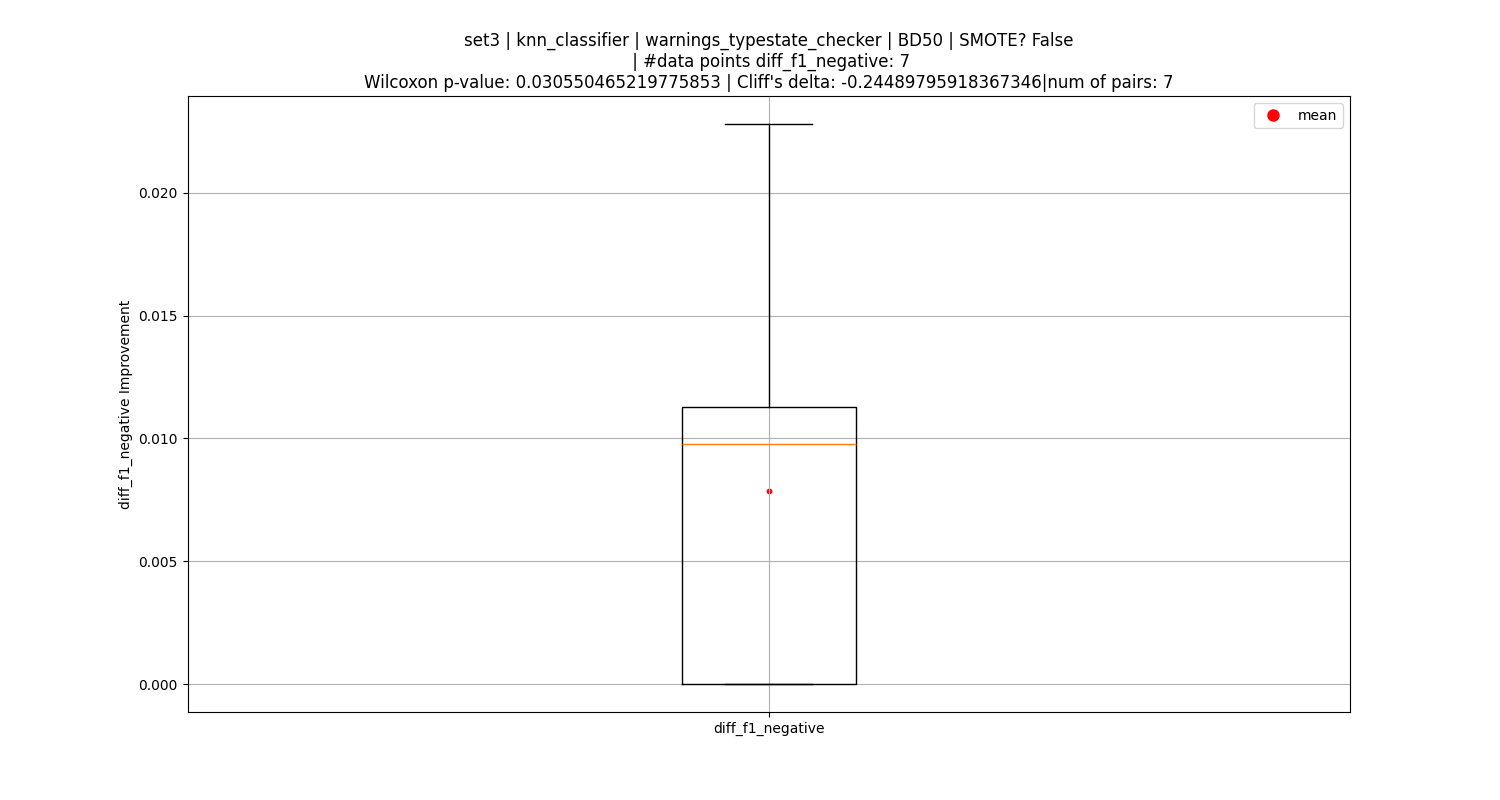 set3 | knn_classifier | warnings_typestate_checker | BD50 | SMOTE? False
| #data points diff_f1_negative: 7
Wilcoxon p-value: 0.030550465219775853 | Cliff's delta: -0.24489795918367346|num of pairs: 7
mean
0.020
0.015
0.010
0.005
0.000
diff_f1_negative Improvement
diff_f1_negative